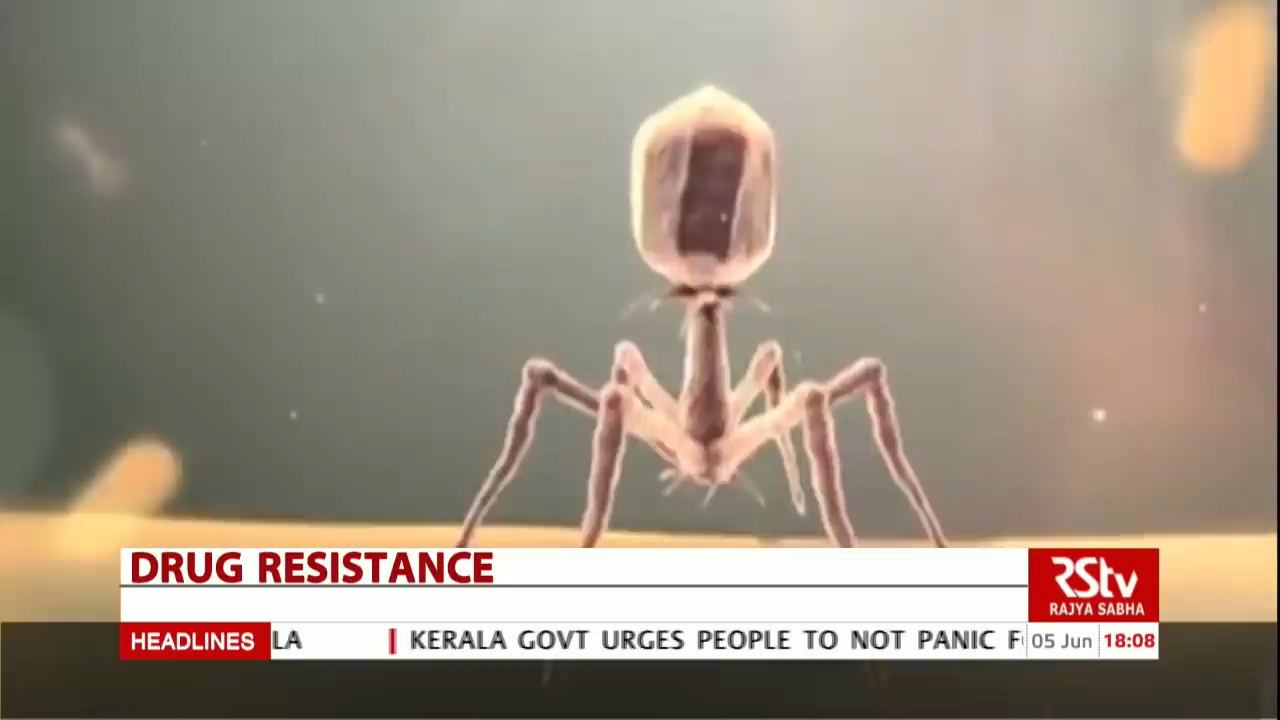 DRUG RESISTANCE
RStv
RAJYA SABHA
HEADLINES
LA | KERALA GOVT URGES PEOPLE TO NOT PANIC
05 Jun
18:08